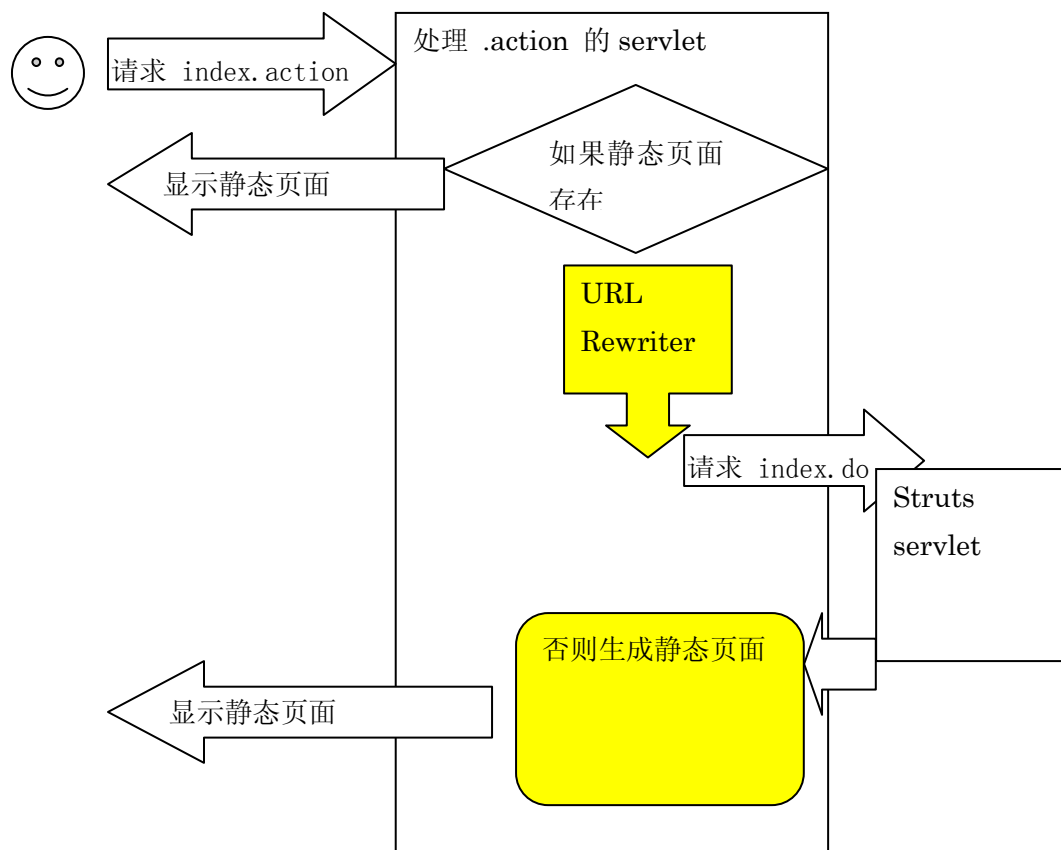 处理 .action 的 servlet
请求 index.action
如果静态页面
存在
显示静态页面
URL
Rewriter
请求 index.do
Struts
servlet
否则生成静态页面
显示静态页面